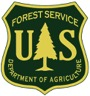 FOREST SERVICE
U S
DEPARTMENT OF AGRICULTURE